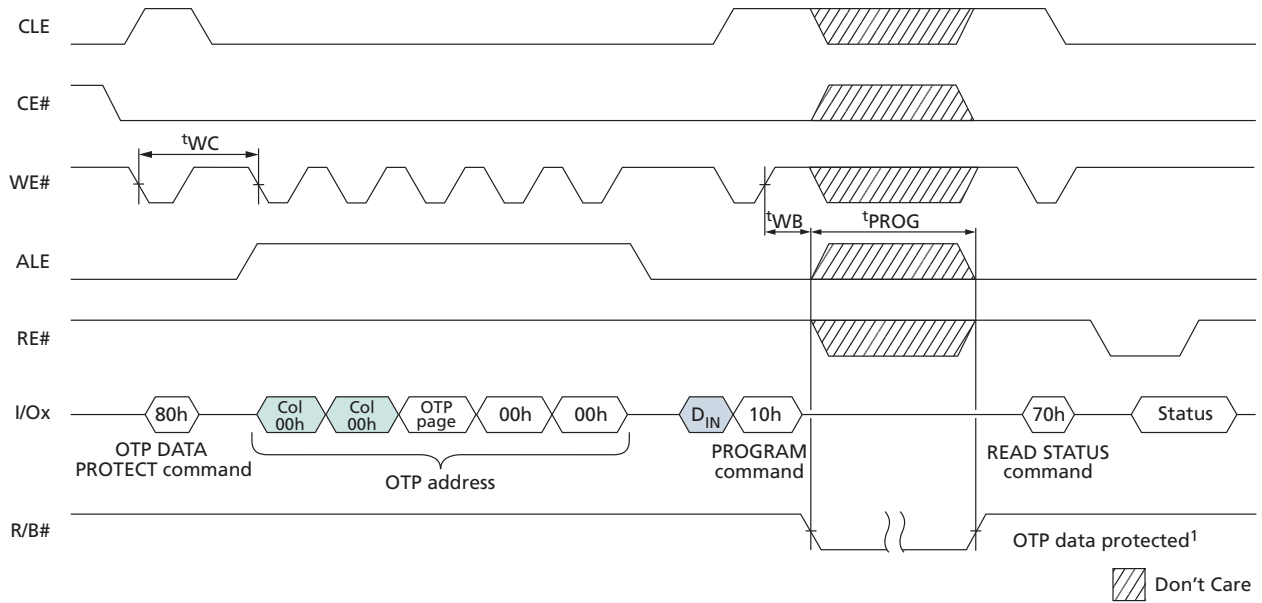 CLE
CE#
tWC
WE#
tWB
tPROG
ALE
RE#
I/Ox
80h
Col
00h
Col
00h
OTP
page
00h
00h
DIN
10h
70h
Status
OTP DATA
PROTECT command
OTP address
PROGRAM
command
READ STATUS
command
R/B#
OTP data protected1
Don't Care